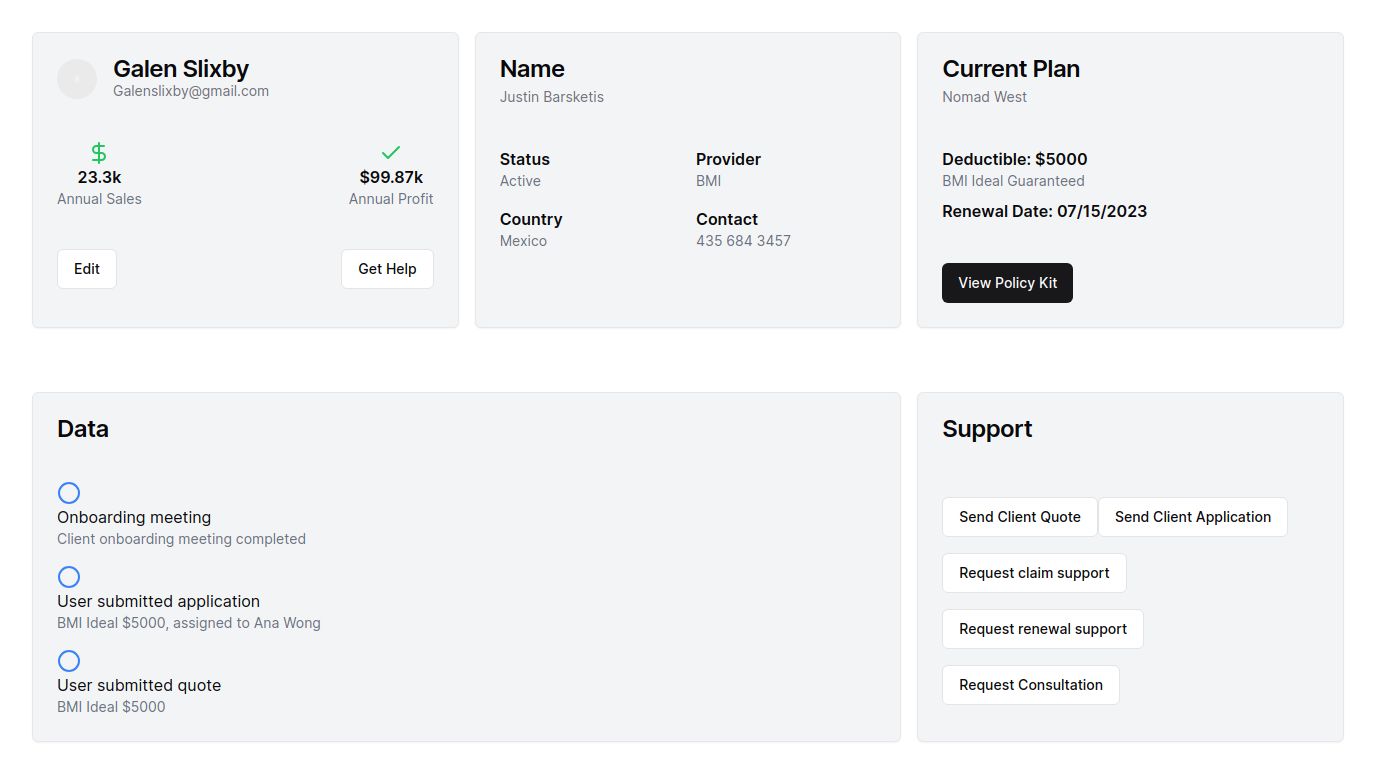 Galen Slixby
Galenslixby@gmail.com
23.3k
Annual Sales
$99.87k
Annual Profit
Edit
Get Help
Name
Justin Barsketis
Status
Active
Provider
BMI
Country
Mexico
Contact
435 684 3457
Current Plan
Nomad West
Deductible: $5000
BMI Ideal Guaranteed
Renewal Date: 07/15/2023
View Policy Kit
Data
Onboarding meeting
Client onboarding meeting completed
User submitted application
BMI Ideal $5000, assigned to Ana Wong
User submitted quote
BMI Ideal $5000
Support
Send Client Quote
Send Client Application
Request claim support
Request renewal support
Request Consultation